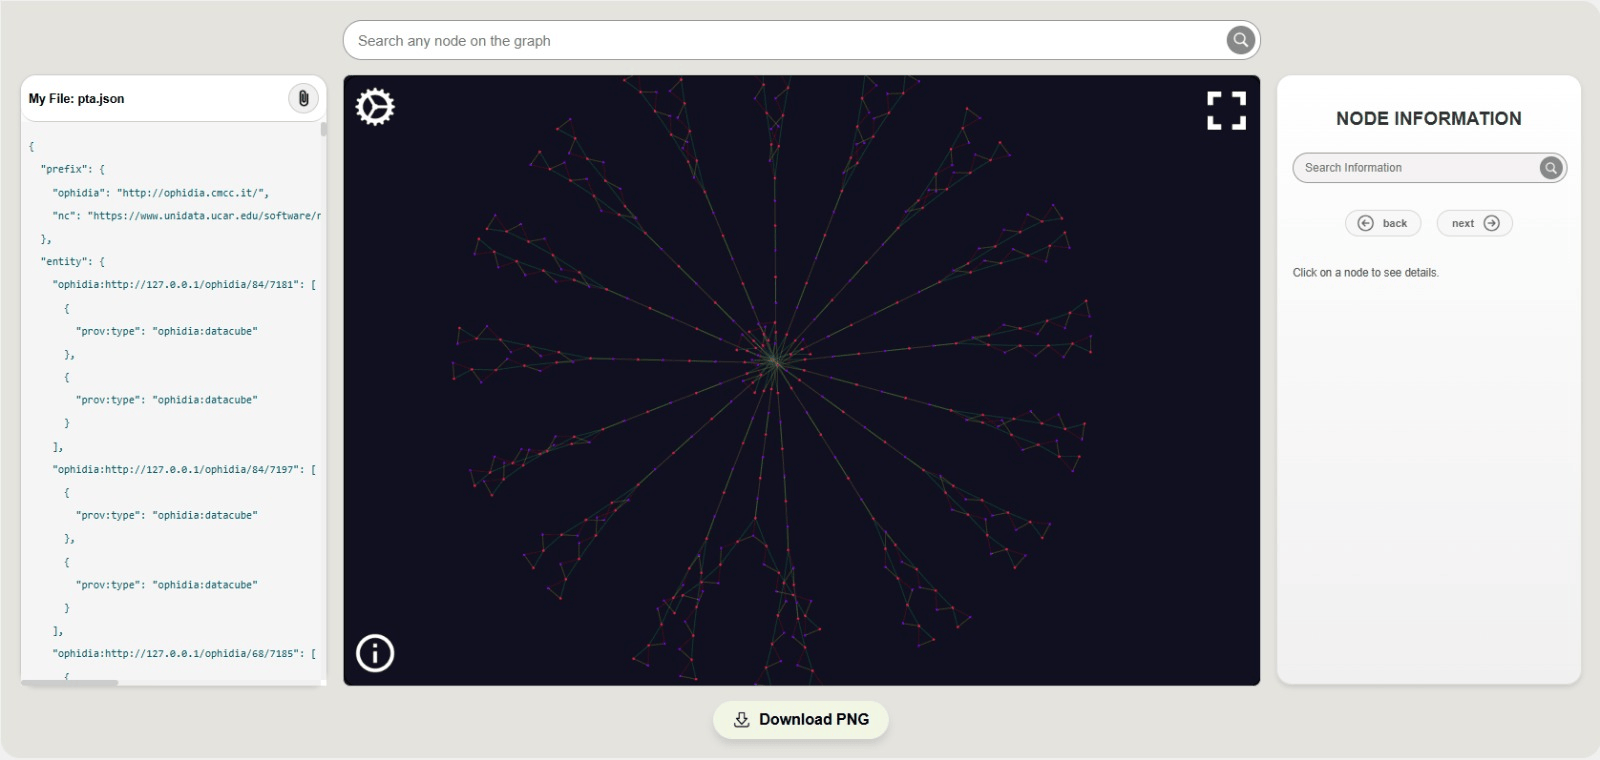 Search any node on the graph
My File: pta.json
{
"prefix": {
"ophidia": "http://ophidia.cmcc.it/",
"nc": "https://www.unidata.ucar.edu/software/r
},
"entity": {
"ophidia:http://127.0.0.1/ophidia/84/7181": [
{
"prov:type": "ophidia:datacube"
},
{
"prov:type": "ophidia:datacube"
}
],
"ophidia:http://127.0.0.1/ophidia/84/7197": [
{
"prov:type": "ophidia:datacube"
},
{
"prov:type": "ophidia:datacube"
}
],
"ophidia:http://127.0.0.1/ophidia/68/7185": [
{
NODE INFORMATION
Search Information
back next
Click on a node to see details.
Download PNG